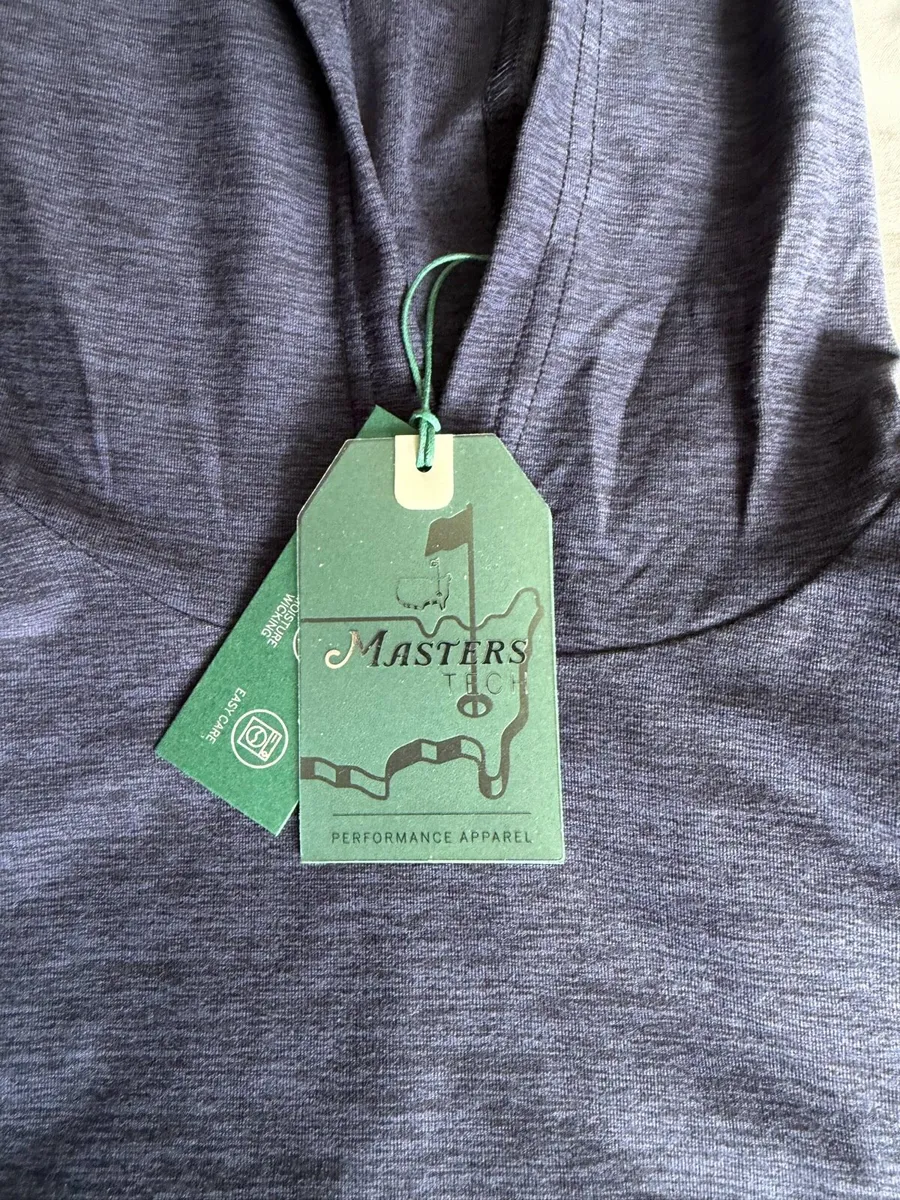 MASTERS
TECH
PERFORMANCE APPAREL
MOISTURE
WICKING
EASY CARE